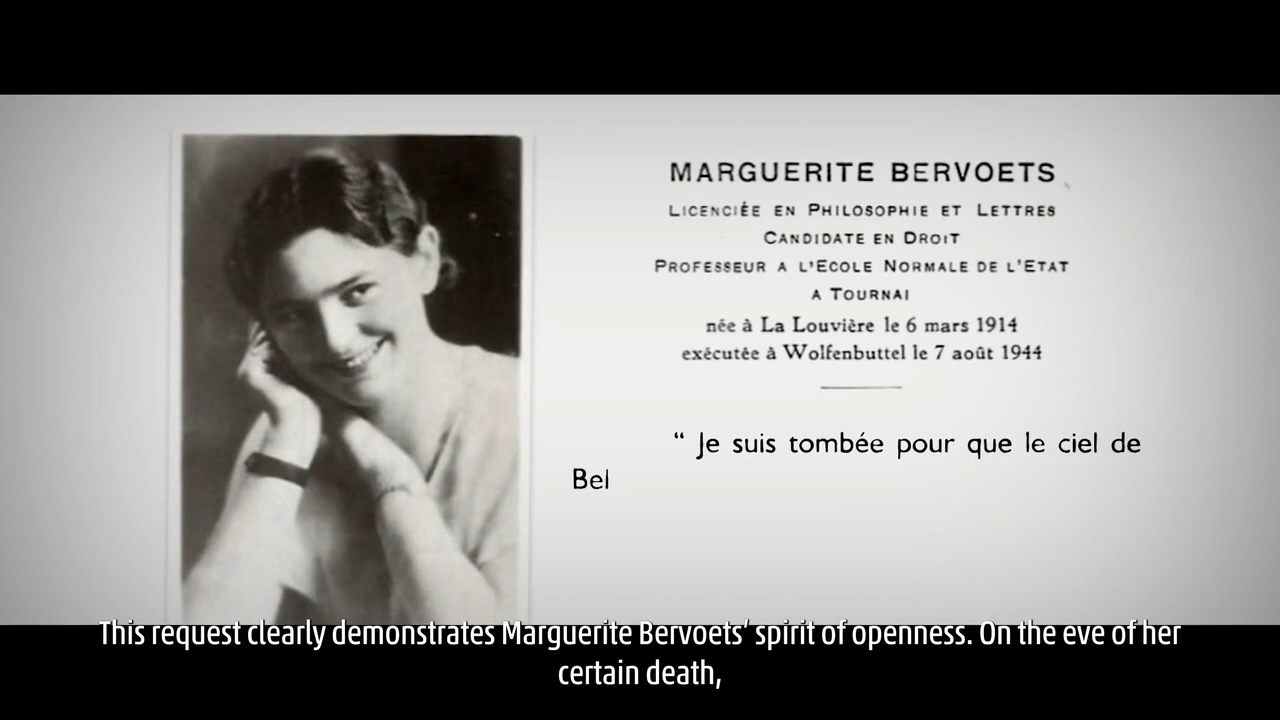 MARGUERITE BERVOETS
LICENCIÉE EN PHILOSOPHIE ET LETTRES
CANDIDATE EN DROIT
PROFESSEUR A L'ECOLE NORMALE DE L'ETAT
A TOURNAI
née à La Louvière le 6 mars 1914
exécutée à Wolfenbuttel le 7 août 1944
“ Je suis tombée pour que le ciel de
Bel
This request clearly demonstrates Marguerite Bervoets' spirit of openness. On the eve of her
certain death,